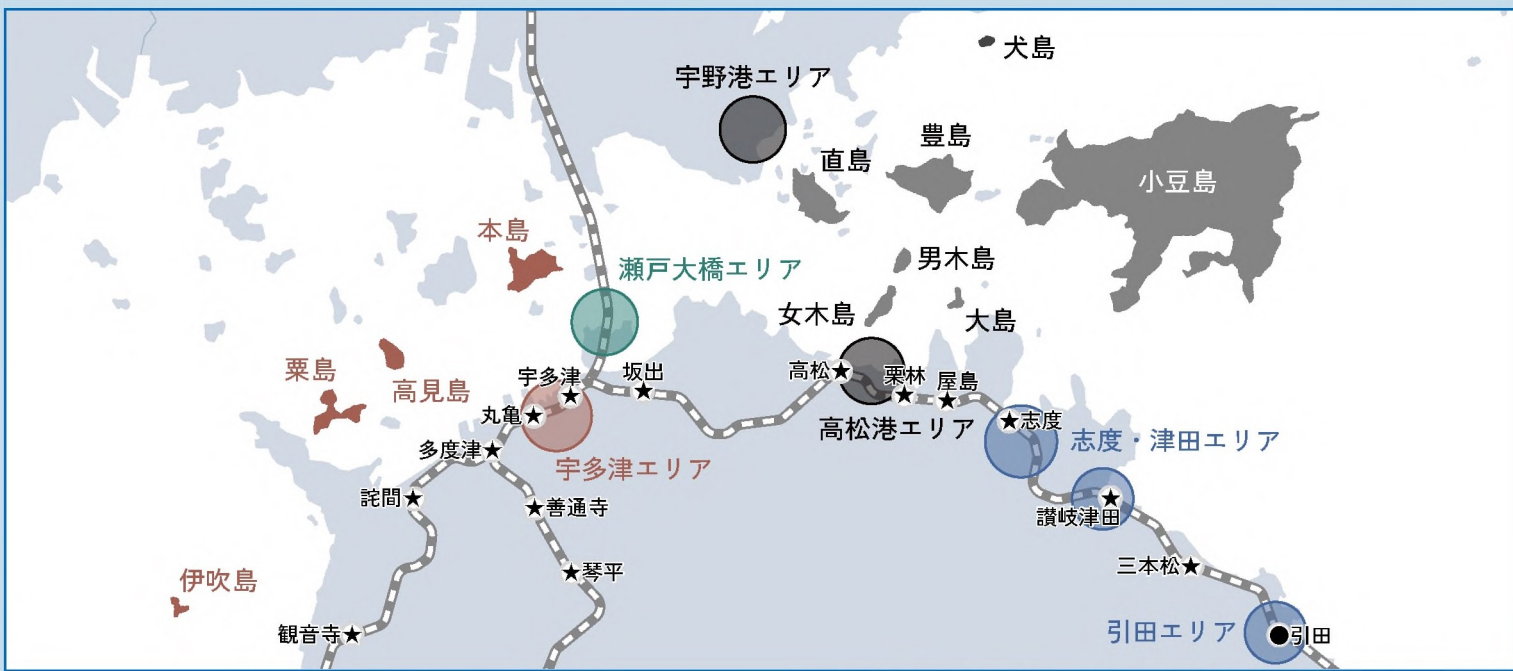 犬島
宇野港エリア
豊島
直島
小豆島
本島
瀬戸大橋エリア
男木島
女木島
大島
粟島
高見島
宇多津
坂出
高松
栗林
屋島
丸亀
高松港エリア
志度
志度・津田エリア
多度津
宇多津エリア
詫間
善通寺
讃岐津田
琴平
三本松
伊吹島
観音寺
引田エリア
引田